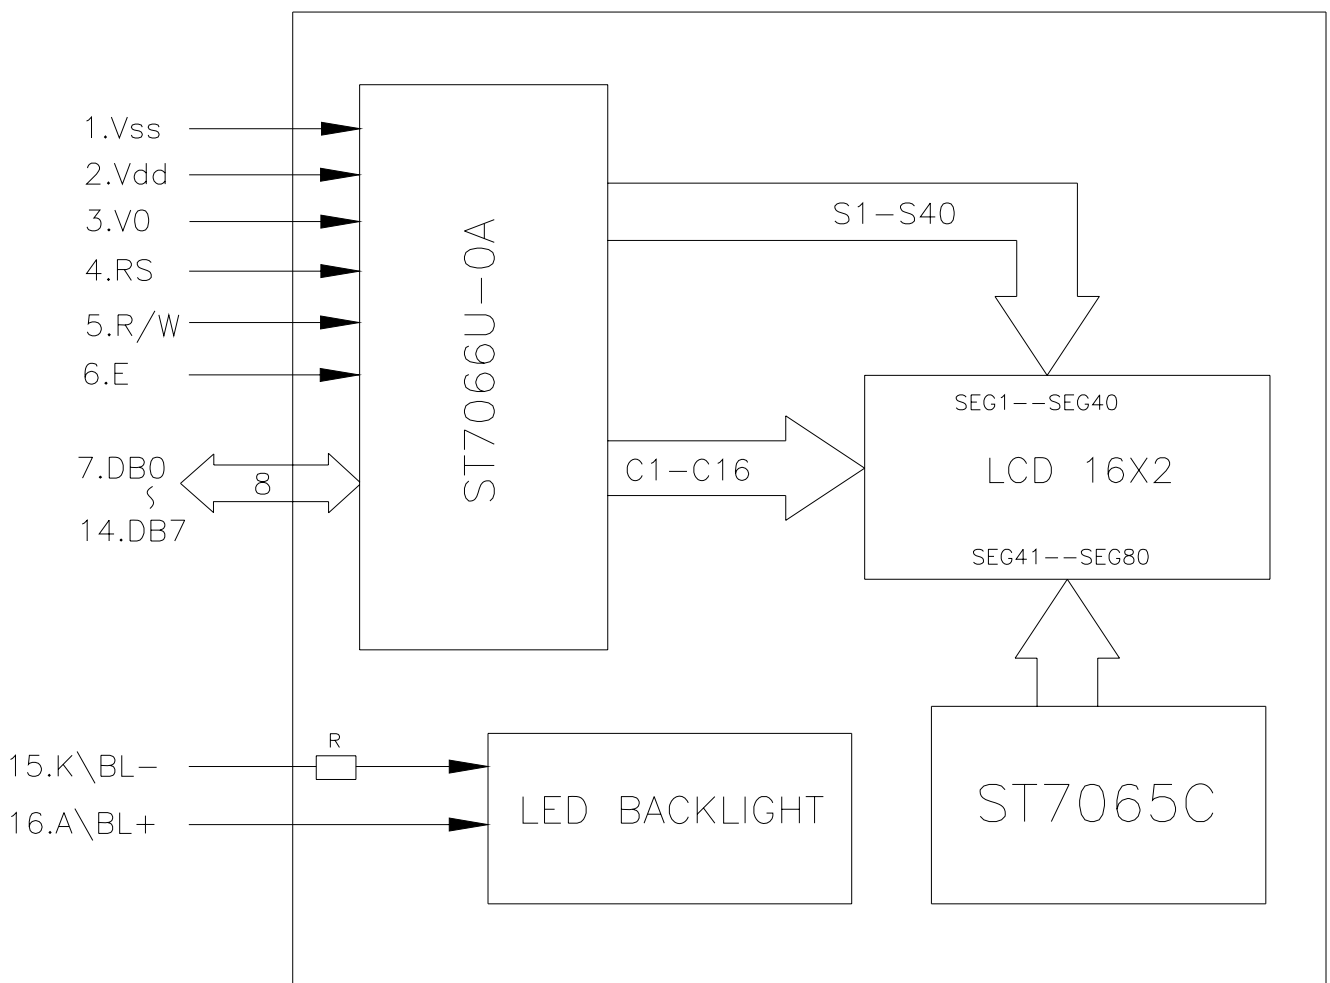 1.Vss
2.Vdd
3.V0
4.RS
5.R/W
6.E
7.DB0
~
14.DB7
8
ST7066U-0A
S1-S40
C1-C16
SEG1--SEG40
LCD 16X2
SEG41--SEG80
15.K\BL-
R
16.A\BL+
LED BACKLIGHT
ST7065C